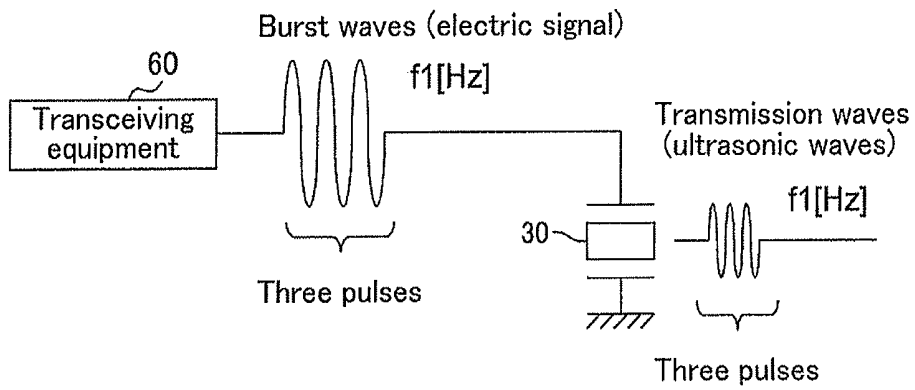 Burst waves (electric signal)
60
f1[Hz]
Transceiving
equipment
Transmission waves
(ultrasonic waves)
f1[Hz]
30
Three pulses
Three pulses